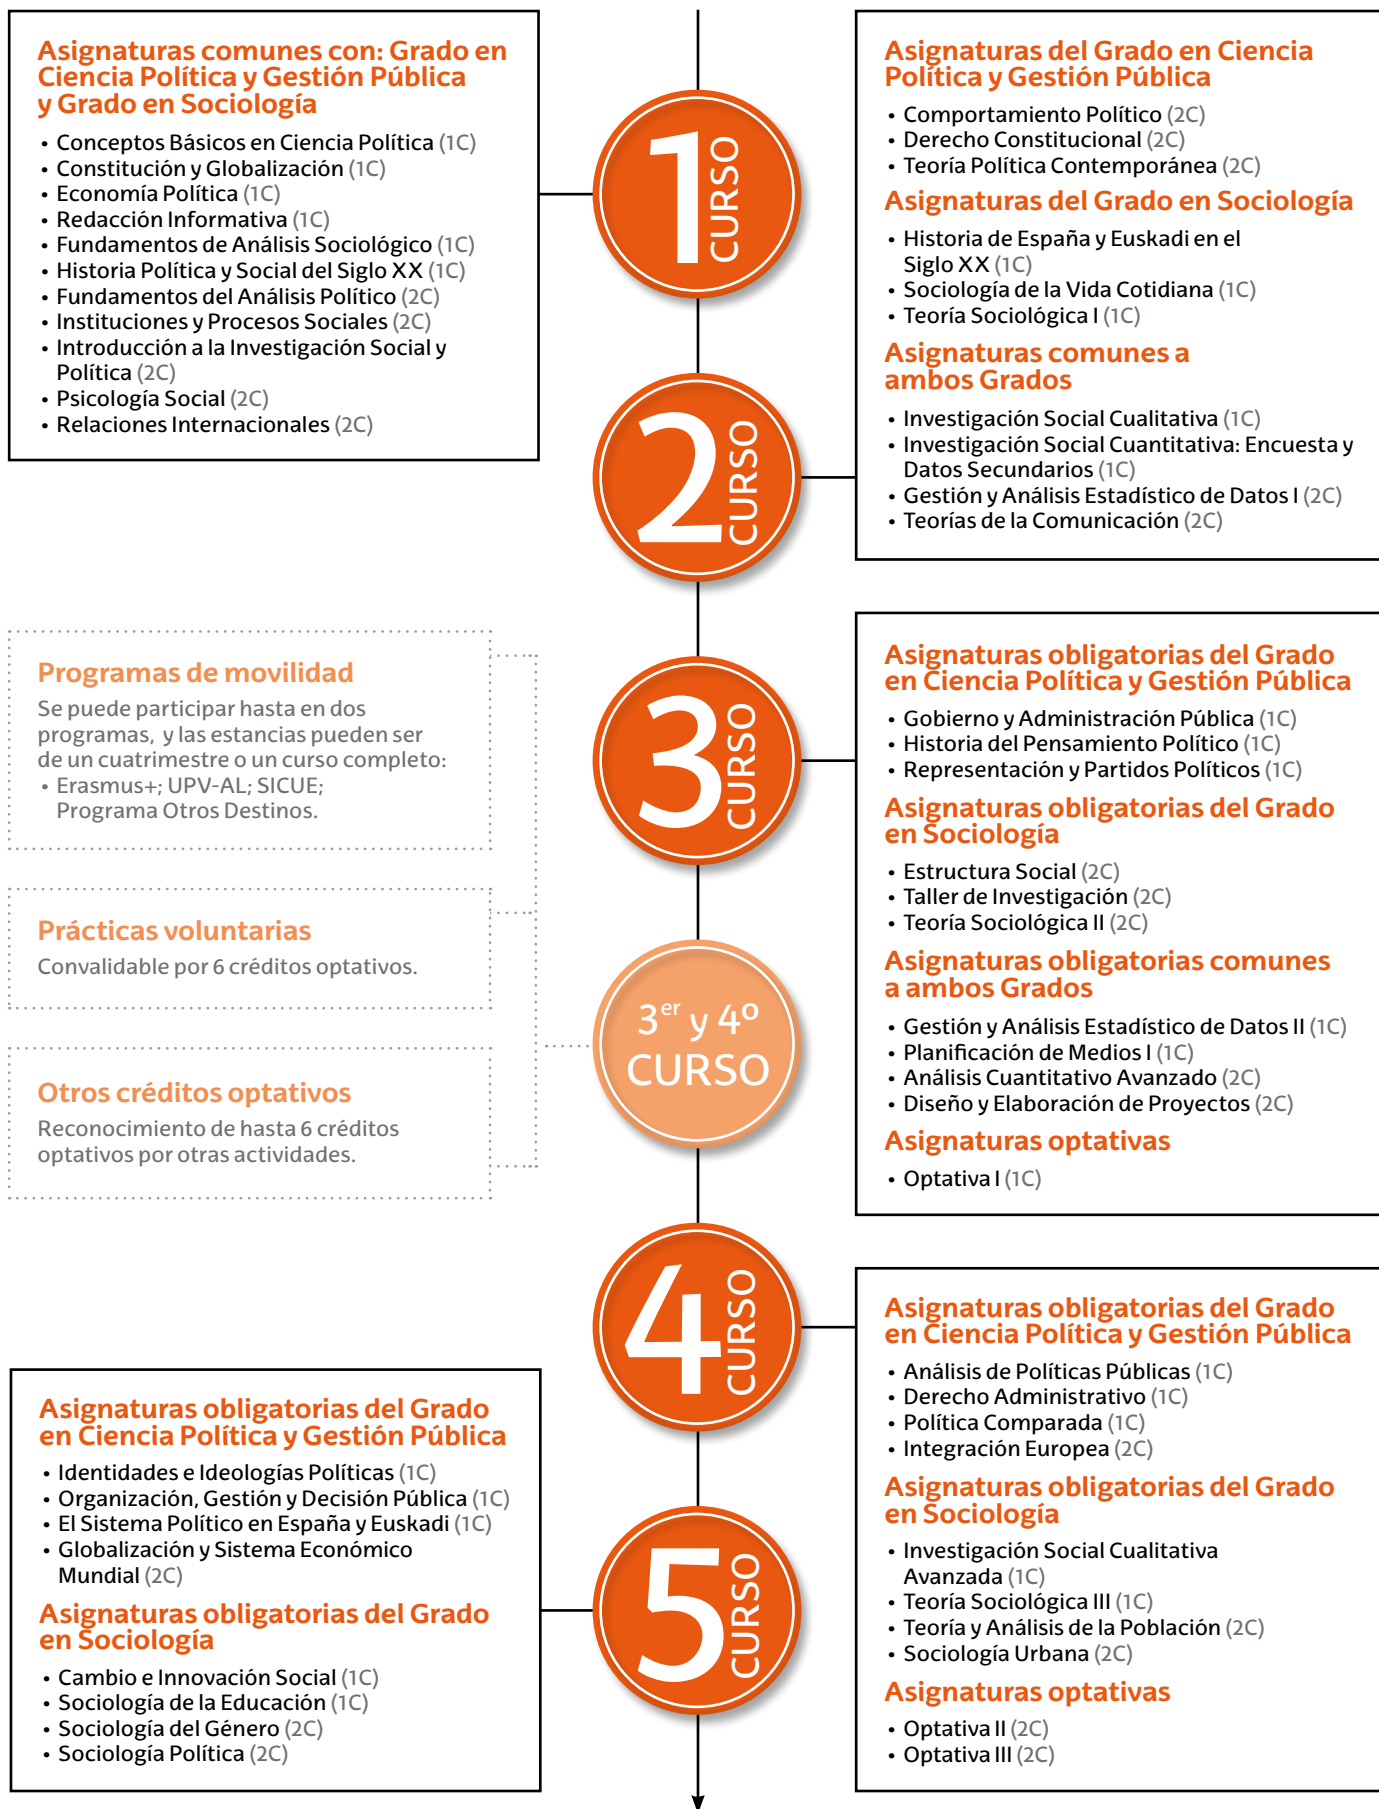 Asignaturas comunes con: Grado en
Ciencia Política y Gestión Pública
y Grado en Sociología
• Conceptos Básicos en Ciencia Política (1C)
• Constitución y Globalización (1C)
• Economía Política (1C)
• Redacción Informativa (1C)
• Fundamentos de Análisis Sociológico (1C)
• Historia Política y Social del Siglo XX (1C)
• Fundamentos del Análisis Político (2C)
• Instituciones y Procesos Sociales (2C)
• Introducción a la Investigación Social y
Política (2C)
• Psicología Social (2C)
• Relaciones Internacionales (2C)
1 CURSO
2 CURSO
Asignaturas del Grado en Ciencia
Política y Gestión Pública
• Comportamiento Político (2C)
• Derecho Constitucional (2C)
• Teoría Política Contemporánea (2C)
Asignaturas del Grado en Sociología
• Historia de España y Euskadi en el
Siglo XX (1C)
• Sociología de la Vida Cotidiana (1C)
• Teoría Sociológica I (1C)
Asignaturas comunes a
ambos Grados
• Investigación Social Cualitativa (1C)
• Investigación Social Cuantitativa: Encuesta y
Datos Secundarios (1C)
• Gestión y Análisis Estadístico de Datos I (2C)
• Teorías de la Comunicación (2C)
3 CURSO
Asignaturas obligatorias del Grado
en Ciencia Política y Gestión Pública
• Gobierno y Administración Pública (1C)
• Historia del Pensamiento Político (1C)
• Representación y Partidos Políticos (1C)
Asignaturas obligatorias del Grado
en Sociología
• Estructura Social (2C)
• Taller de Investigación (2C)
• Teoría Sociológica II (2C)
Asignaturas obligatorias comunes
a ambos Grados
• Gestión y Análisis Estadístico de Datos II (1C)
• Planificación de Medios I (1C)
• Análisis Cuantitativo Avanzado (2C)
• Diseño y Elaboración de Proyectos (2C)
Asignaturas optativas
• Optativa I (1C)
Programas de movilidad
Se puede participar hasta en dos
programas, y las estancias pueden ser
de un cuatrimestre o un curso completo:
• Erasmus+; UPV-AL; SICUE;
Programa Otros Destinos.
Prácticas voluntarias
Convalidable por 6 créditos optativos.
Otros créditos optativos
Reconocimiento de hasta 6 créditos
optativos por otras actividades.
3er y 4º
CURSO
4 CURSO
Asignaturas obligatorias del Grado
en Ciencia Política y Gestión Pública
• Análisis de Políticas Públicas (1C)
• Derecho Administrativo (1C)
• Política Comparada (1C)
• Integración Europea (2C)
Asignaturas obligatorias del Grado
en Sociología
• Investigación Social Cualitativa
Avanzada (1C)
• Teoría Sociológica III (1C)
• Teoría y Análisis de la Población (2C)
• Sociología Urbana (2C)
Asignaturas optativas
• Optativa II (2C)
• Optativa III (2C)
Asignaturas obligatorias del Grado
en Ciencia Política y Gestión Pública
• Identidades e Ideologías Políticas (1C)
• Organización, Gestión y Decisión Pública (1C)
• El Sistema Político en España y Euskadi (1C)
• Globalización y Sistema Económico
Mundial (2C)
Asignaturas obligatorias del Grado
en Sociología
• Cambio e Innovación Social (1C)
• Sociología de la Educación (1C)
• Sociología del Género (2C)
• Sociología Política (2C)
5 CURSO